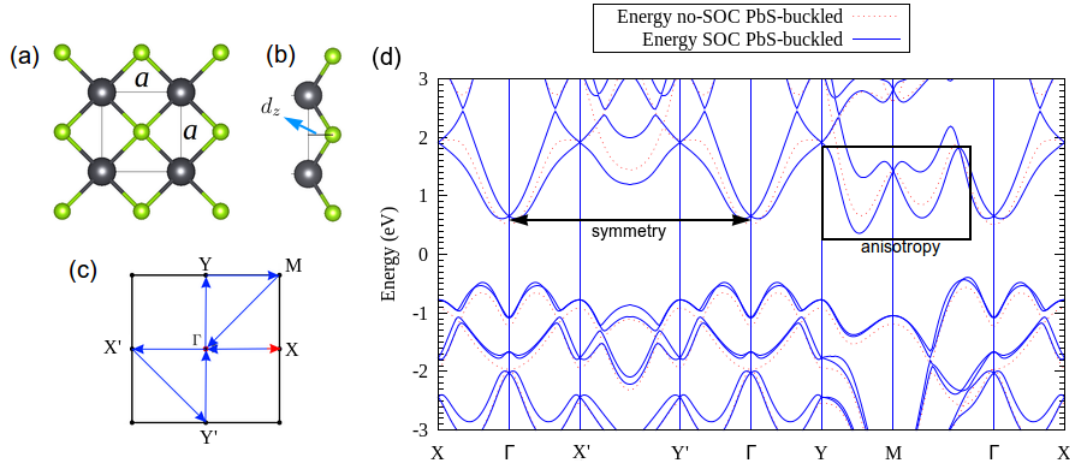 Energy no-SOC PbS-buckled
Energy SOC PbS-buckled
(a)
a
a
(b)
d_z
(c)
Y
M
X'
Γ
X
Y'
(d)
Energy (eV)
3
2
1
0
-1
-2
-3
symmetry
anisotropy
X Γ X' Y' Γ Y M Γ X